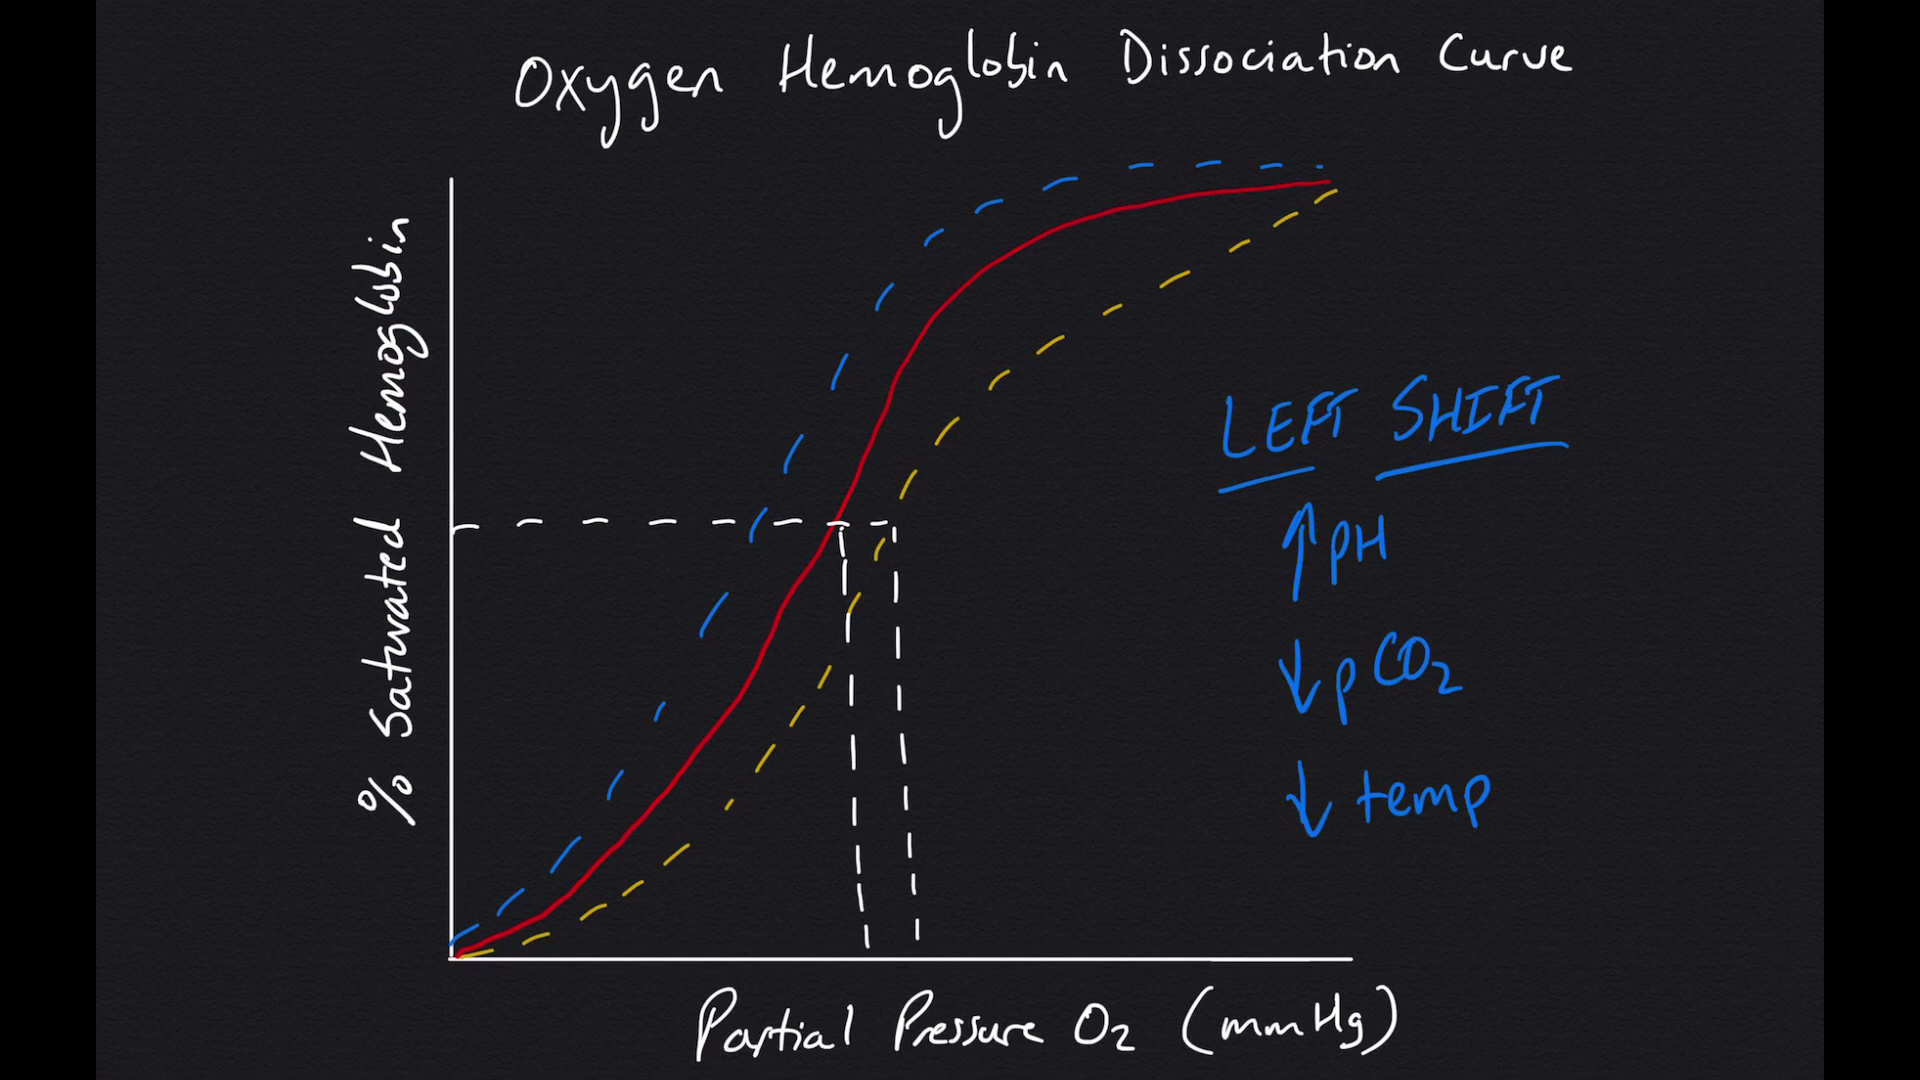 Oxygen Hemoglobin Dissociation Curve
% Saturated Hemoglobin
LEFT SHIFT
↑ pH
↓ pCO₂
↓ temp
Partial Pressure O₂ (mmHg)